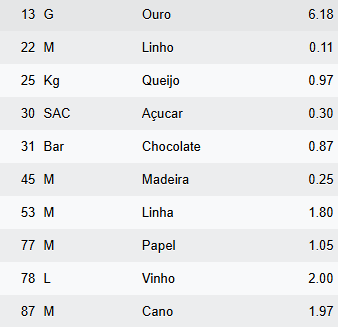 13 G Ouro 6.18
22 M Linho 0.11
25 Kg Queijo 0.97
30 SAC Açucar 0.30
31 Bar Chocolate 0.87
45 M Madeira 0.25
53 M Linha 1.80
77 M Papel 1.05
78 L Vinho 2.00
87 M Cano 1.97